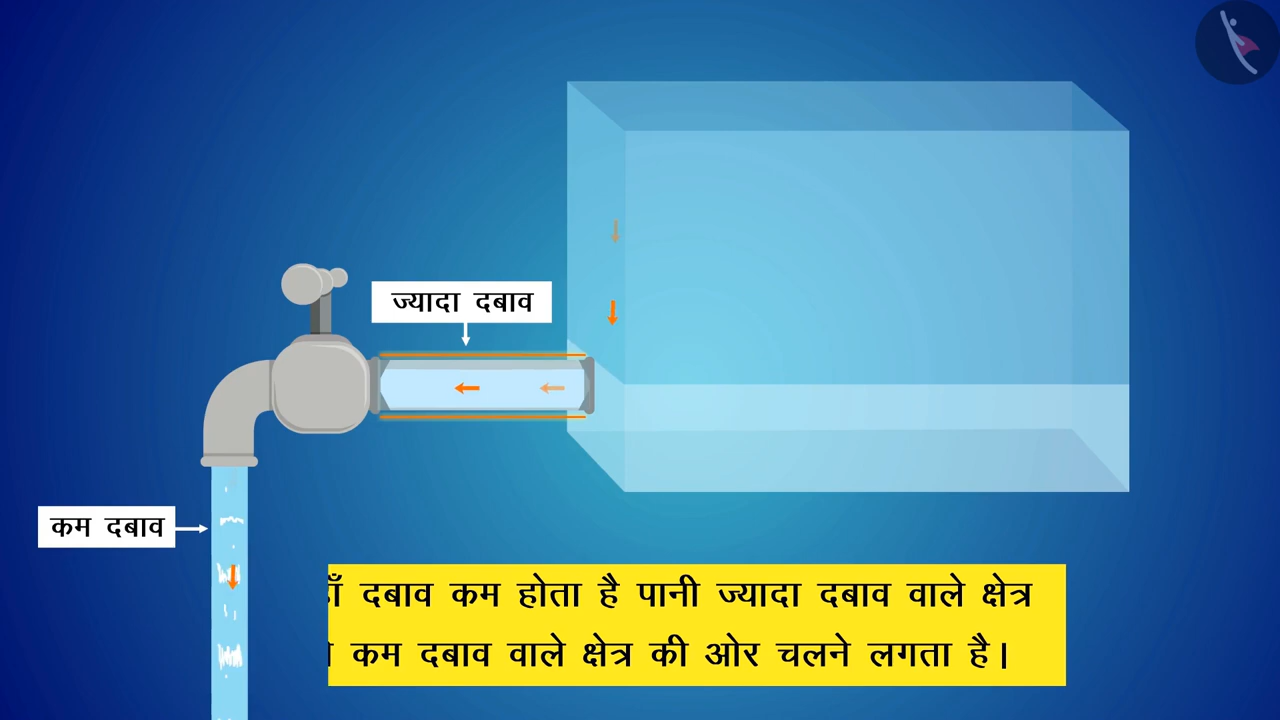 ज्यादा दबाव
कम दबाव
दबाव कम होता है पानी ज्यादा दबाव वाले क्षेत्र
कम दबाव वाले क्षेत्र की ओर चलने लगता है।